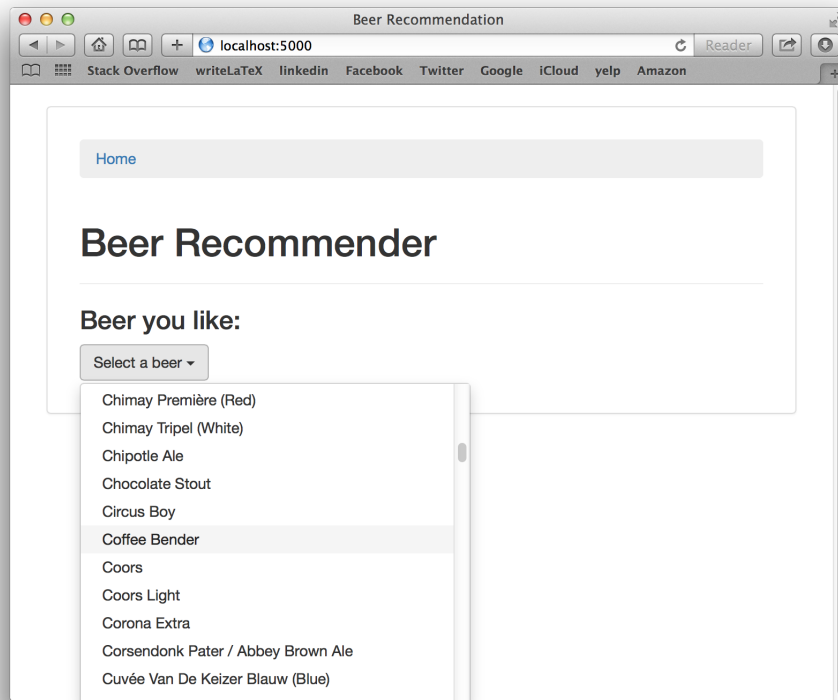 Beer Recommendation
localhost:5000
Reader
Stack Overflow writeLaTeX linkedin Facebook Twitter Google iCloud yelp Amazon
Home
Beer Recommender
Beer you like:
Select a beer
Chimay Première (Red)
Chimay Tripel (White)
Chipotle Ale
Chocolate Stout
Circus Boy
Coffee Bender
Coors
Coors Light
Corona Extra
Corsendonk Pater / Abbey Brown Ale
Cuvée Van De Keizer Blauw (Blue)